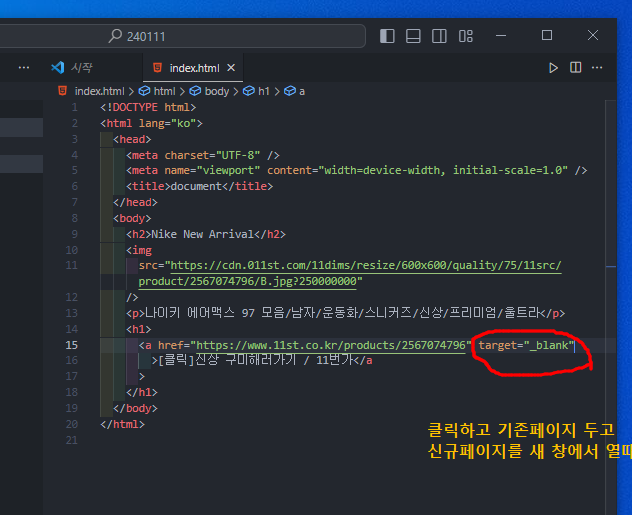 240111
시작
index.html
index.html > html > body > h1 > a
1 <!DOCTYPE html>
2 <html lang="ko">
3 <head>
4 <meta charset="UTF-8" />
5 <meta name="viewport" content="width=device-width, initial-scale=1.0" />
6 <title>document</title>
7 </head>
8 <body>
9 <h2>Nike New Arrival</h2>
10 <img
11 src="https://cdn.011st.com/11dims/resize/600x600/quality/75/11src/
product/2567074796/B.jpg?250000000"
12 />
13 <p>나이키 에어맥스 97 모음/남자/운동화/스니커즈/신상/프리미엄/울트라</p>
14 <h1>
15 <a href="https://www.11st.co.kr/products/2567074796" target="_blank"
16 >[클릭]신상 구미해러가기 / 11번가</a
17 >
18 </h1>
19 </body>
20 </html>
21
클릭하고 기존페이지 두고
신규페이지를 새 창에서 열때